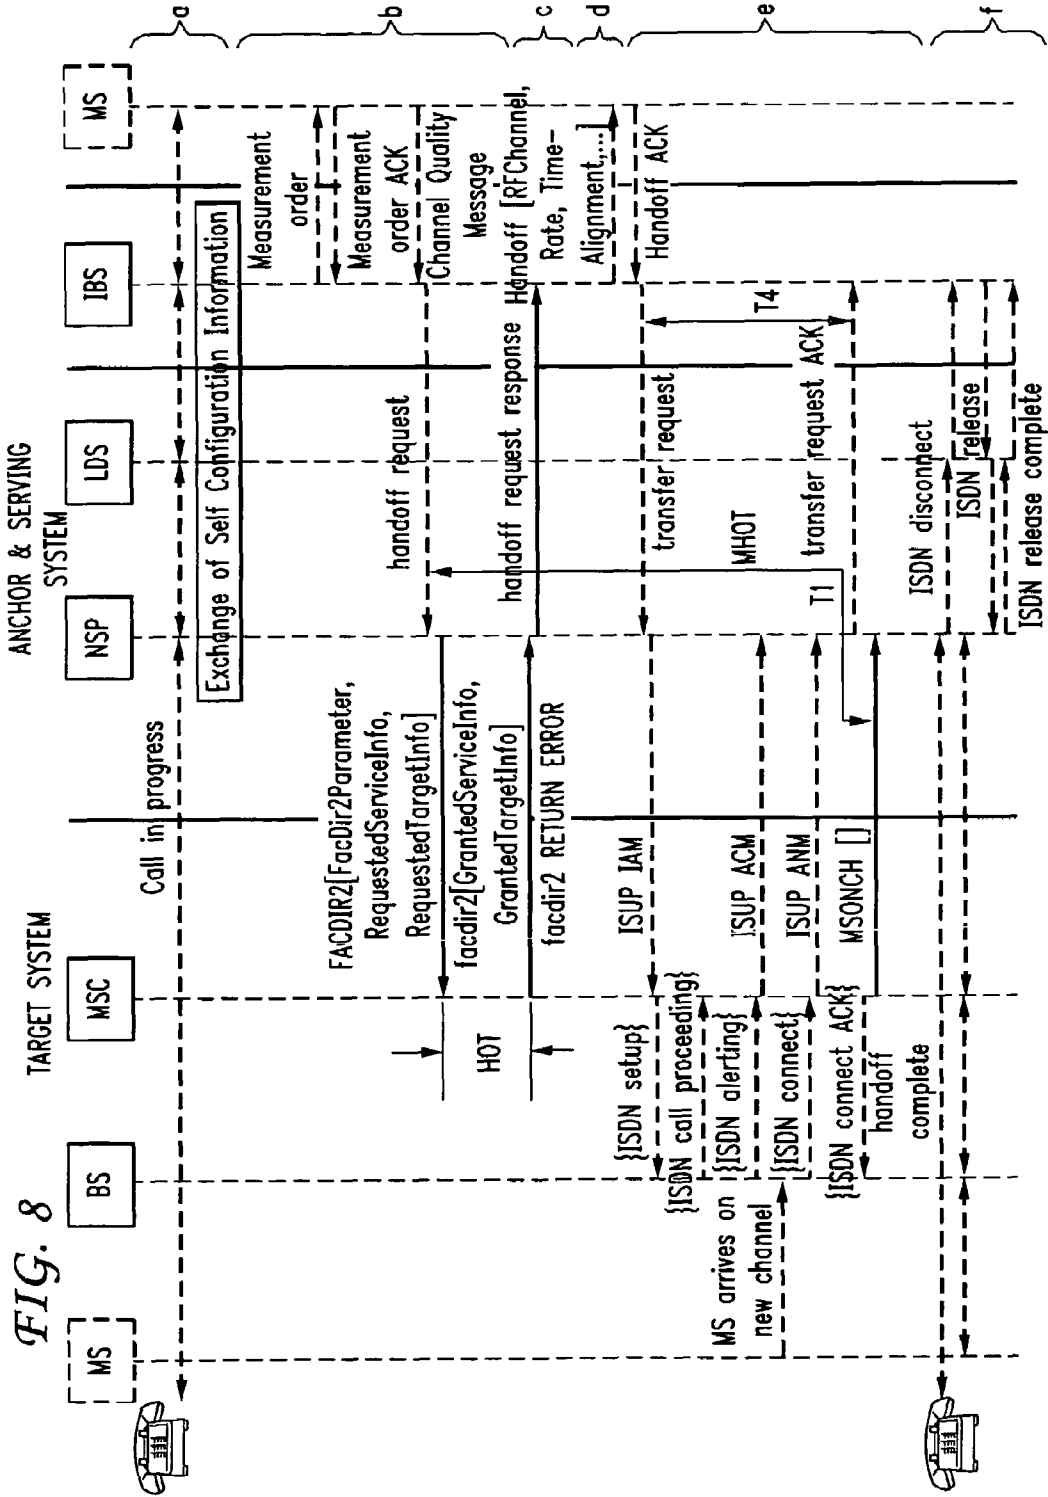 FIG. 8
TARGET SYSTEM
ANCHOR & SERVING
SYSTEM
MS
BS
MSC
NSP
LDS
IBS
MS
Call in progress
a
Exchange of Self Configuration Information
Measurement
order
Measurement
order ACK
Channel Quality
Message
b
handoff request
FACDIR2[FacDir2Parameter,
RequestedServiceInfo,
RequestedTargetInfo]
HOT
facdir2[GrantedServiceInfo,
GrantedTargetInfo]
facdir2 RETURN ERROR
handoff request response
c
Handoff [RFChannel,
Rate, Time-
Alignment,...]
d
Handoff ACK
transfer request
ISUP IAM
{ISDN setup}
{ISDN call proceeding}
{ISDN alerting}
ISUP ACM
MS arrives on
new channel
{ISDN connect}
ISUP ANM
T4
MHOT
T1
transfer request ACK
{ISDN connect ACK}
MSONCH []
handoff
complete
e
ISDN disconnect
ISDN release
ISDN release complete
f